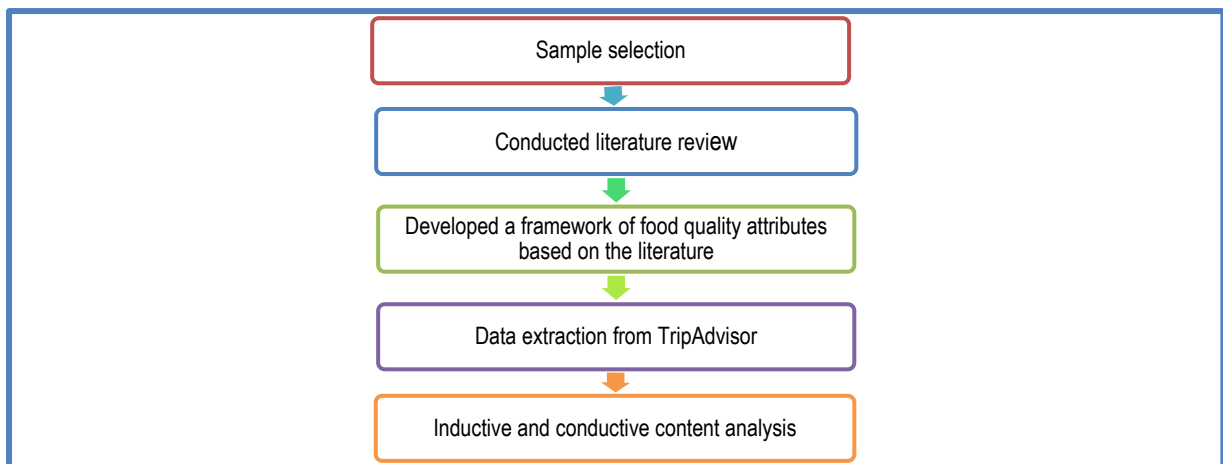 Sample selection
Conducted literature review
Developed a framework of food quality attributes
based on the literature
Data extraction from TripAdvisor
Inductive and conductive content analysis